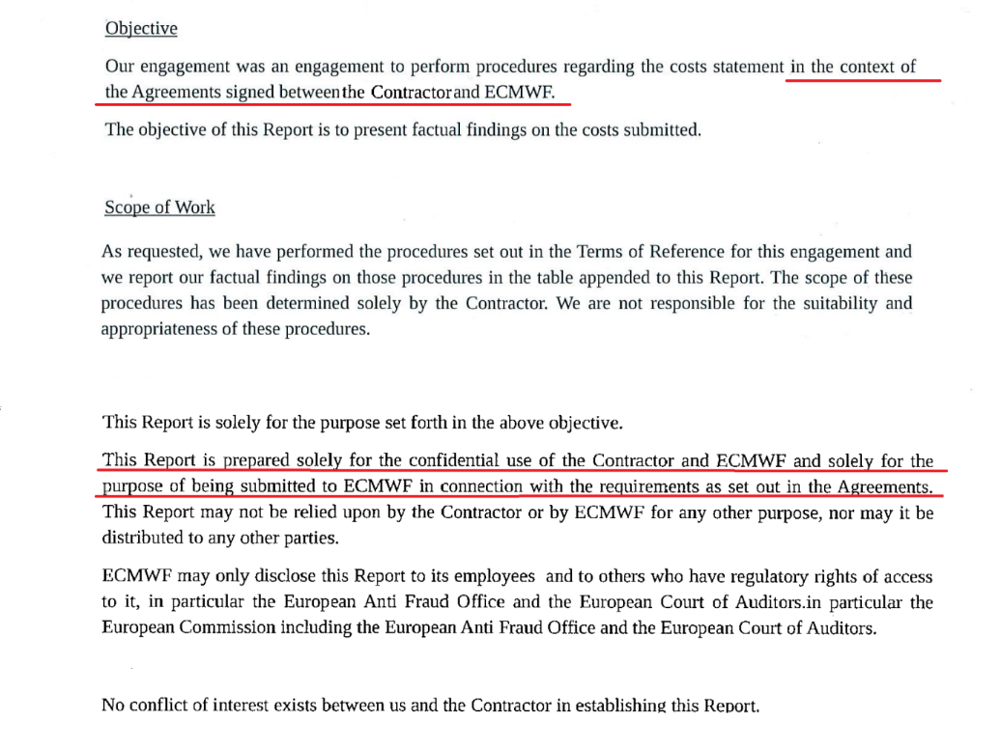 Objective
Our engagement was an engagement to perform procedures regarding the costs statement in the context of
the Agreements signed between the Contractor and ECMWF.
The objective of this Report is to present factual findings on the costs submitted.
Scope of Work
As requested, we have performed the procedures set out in the Terms of Reference for this engagement and
we report our factual findings on those procedures in the table appended to this Report. The scope of these
procedures has been determined solely by the Contractor. We are not responsible for the suitability and
appropriateness of these procedures.
This Report is solely for the purpose set forth in the above objective.
This Report is prepared solely for the confidential use of the Contractor and ECMWF and solely for the
purpose of being submitted to ECMWF in connection with the requirements as set out in the Agreements.
This Report may not be relied upon by the Contractor or by ECMWF for any other purpose, nor may it be
distributed to any other parties.
ECMWF may only disclose this Report to its employees and to others who have regulatory rights of access
to it, in particular the European Anti Fraud Office and the European Court of Auditors.in particular the
European Commission including the European Anti Fraud Office and the European Court of Auditors.
No conflict of interest exists between us and the Contractor in establishing this Report.